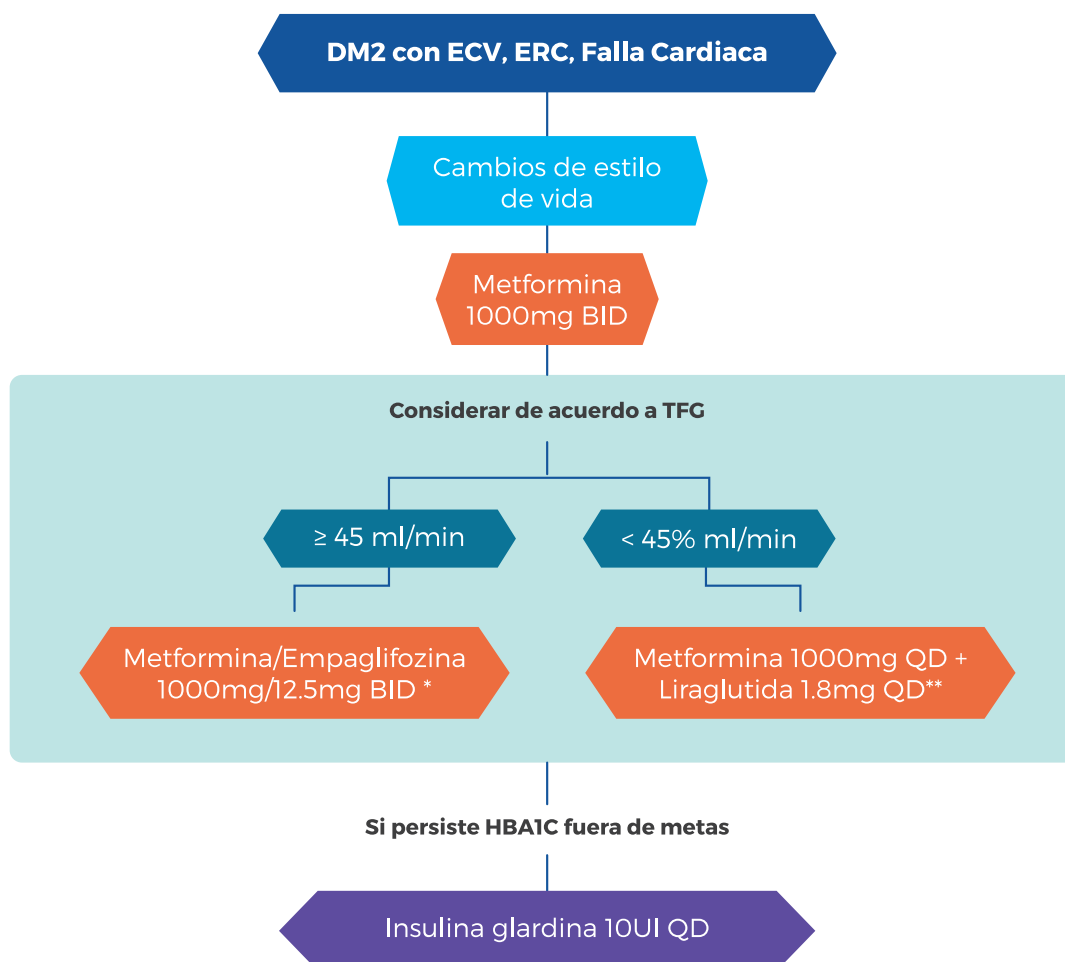 DM2 con ECV, ERC, Falla Cardiaca
Cambios de estilo
de vida
Metformina
1000mg BID
Considerar de acuerdo a TFG
≥ 45 ml/min
< 45% ml/min
Metformina/Empaglifozina
1000mg/12.5mg BID *
Metformina 1000mg QD +
Liraglutida 1.8mg QD**
Si persiste HBA1C fuera de metas
Insulina glardina 10UI QD